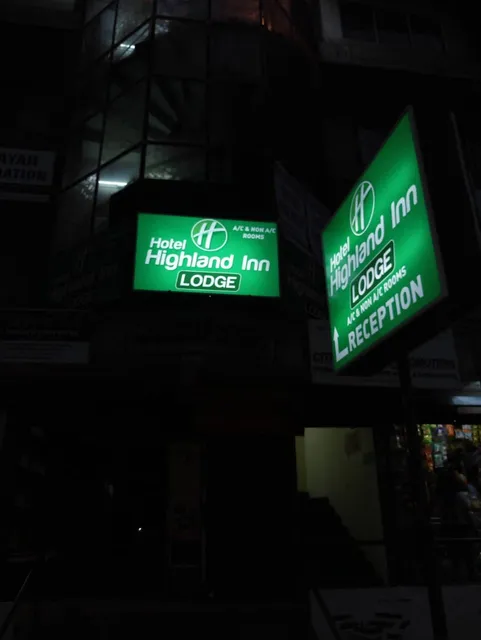 Hotel
Highland Inn
LODGE
A/C & NON A/C
ROOMS
Hotel
Highland Inn
LODGE
A/C & NON A/C ROOMS
RECEPTION